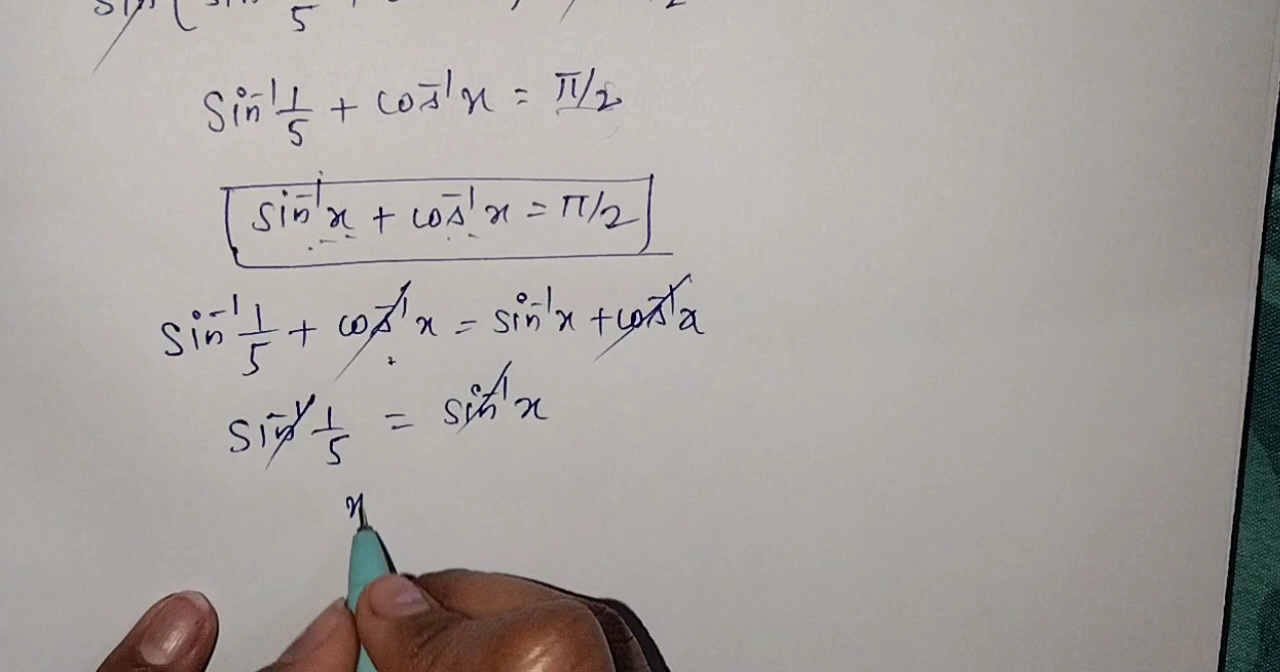 sin⁻¹ 1/5 + cos⁻¹ x = π/2
sin⁻¹ x + cos⁻¹ x = π/2
sin⁻¹ 1/5 + cos⁻¹ x = sin⁻¹ x + cos⁻¹ x
sin⁻¹ 1/5 = sin⁻¹ x
x